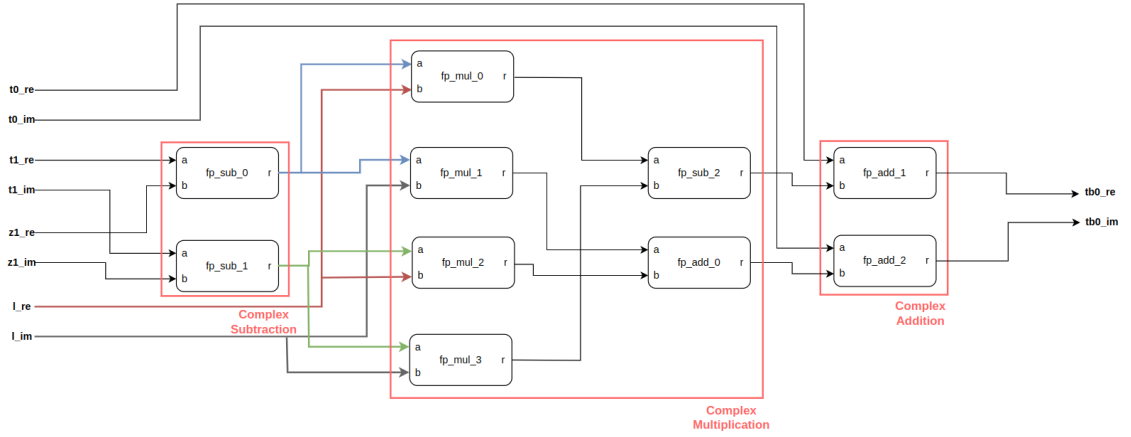 t0_re
t0_im
t1_re
t1_im
z1_re
z1_im
l_re
l_im
a
b
fp_sub_0
r
a
b
fp_sub_1
r
Complex
Subtraction
a
b
fp_mul_0
r
a
b
fp_mul_1
r
a
b
fp_mul_2
r
a
b
fp_mul_3
r
a
b
fp_sub_2
r
a
b
fp_add_0
r
Complex
Multiplication
a
b
fp_add_1
r
a
b
fp_add_2
r
Complex
Addition
tb0_re
tb0_im